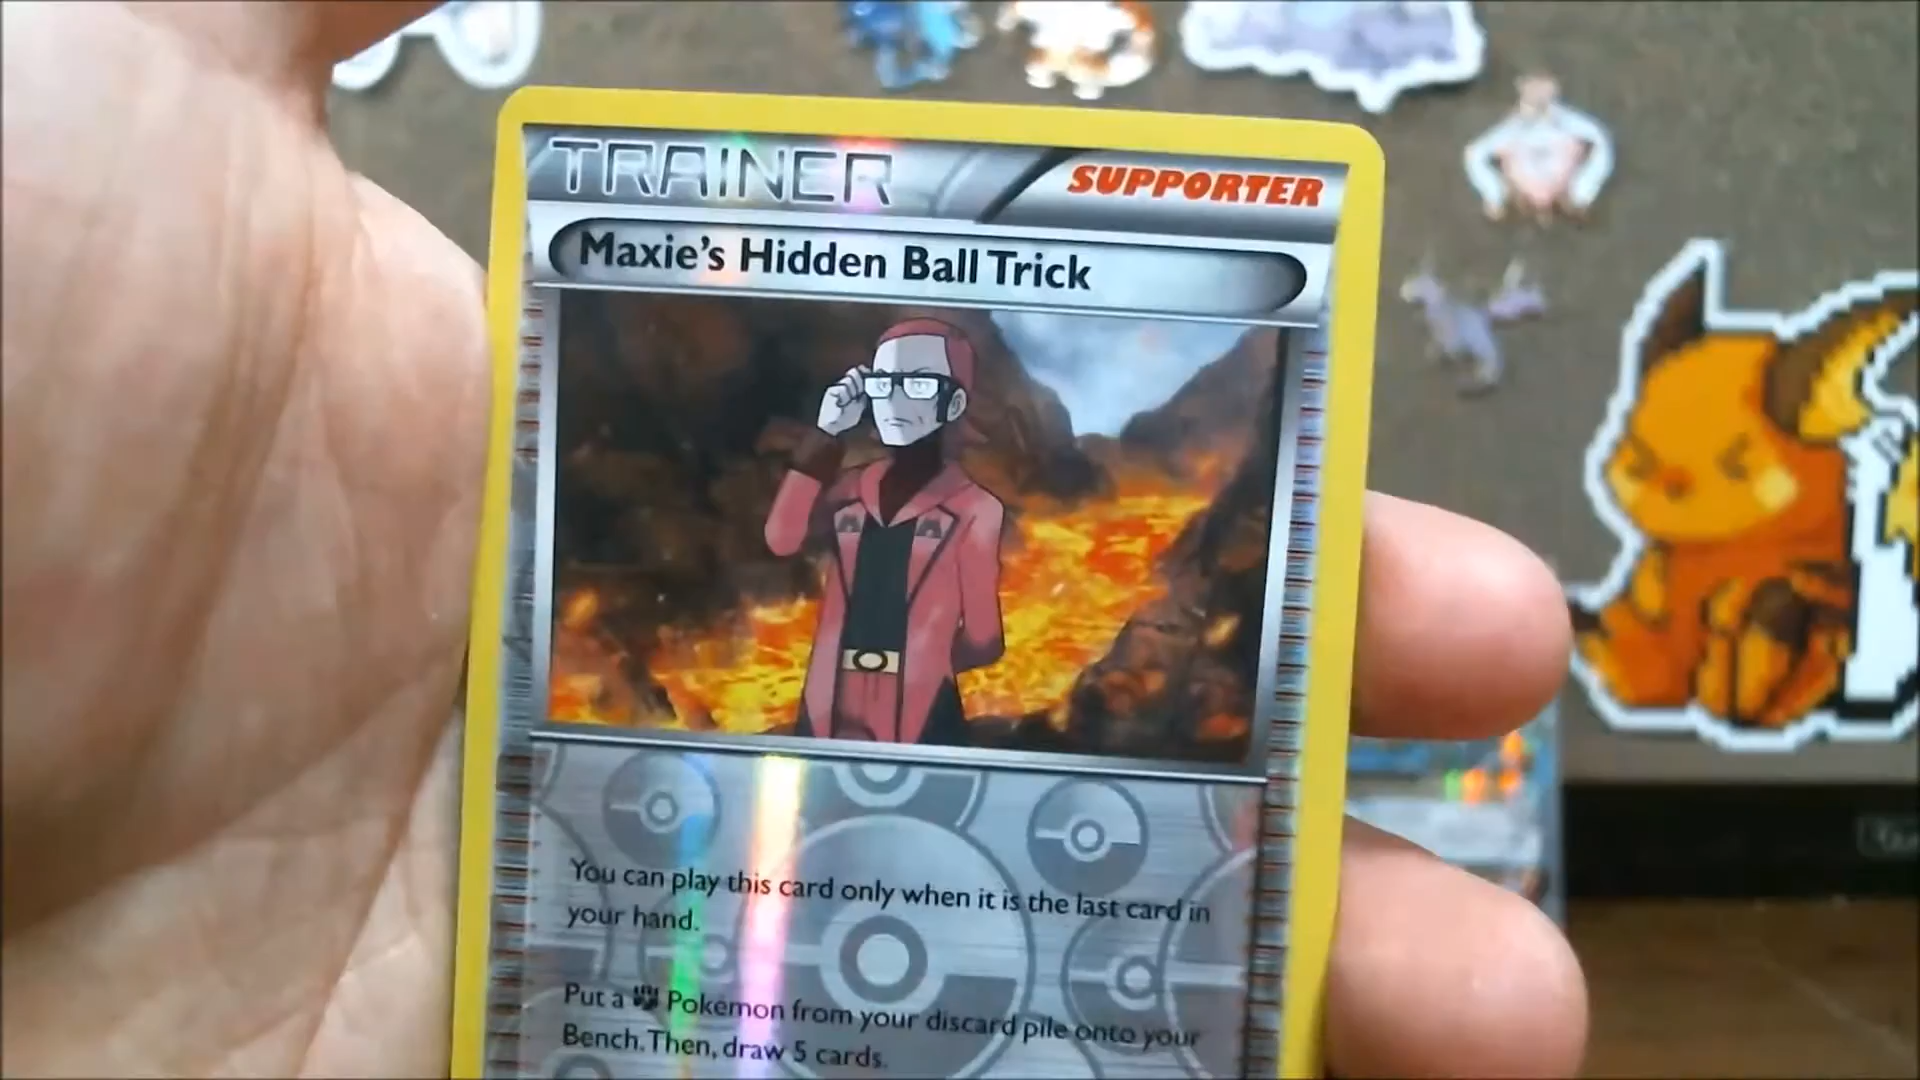 TRAINER SUPPORTER
Maxie's Hidden Ball Trick
You can play this card only when it is the last card in
your hand.
Put a Pokémon from your discard pile onto your
Bench. Then, draw 5 cards.